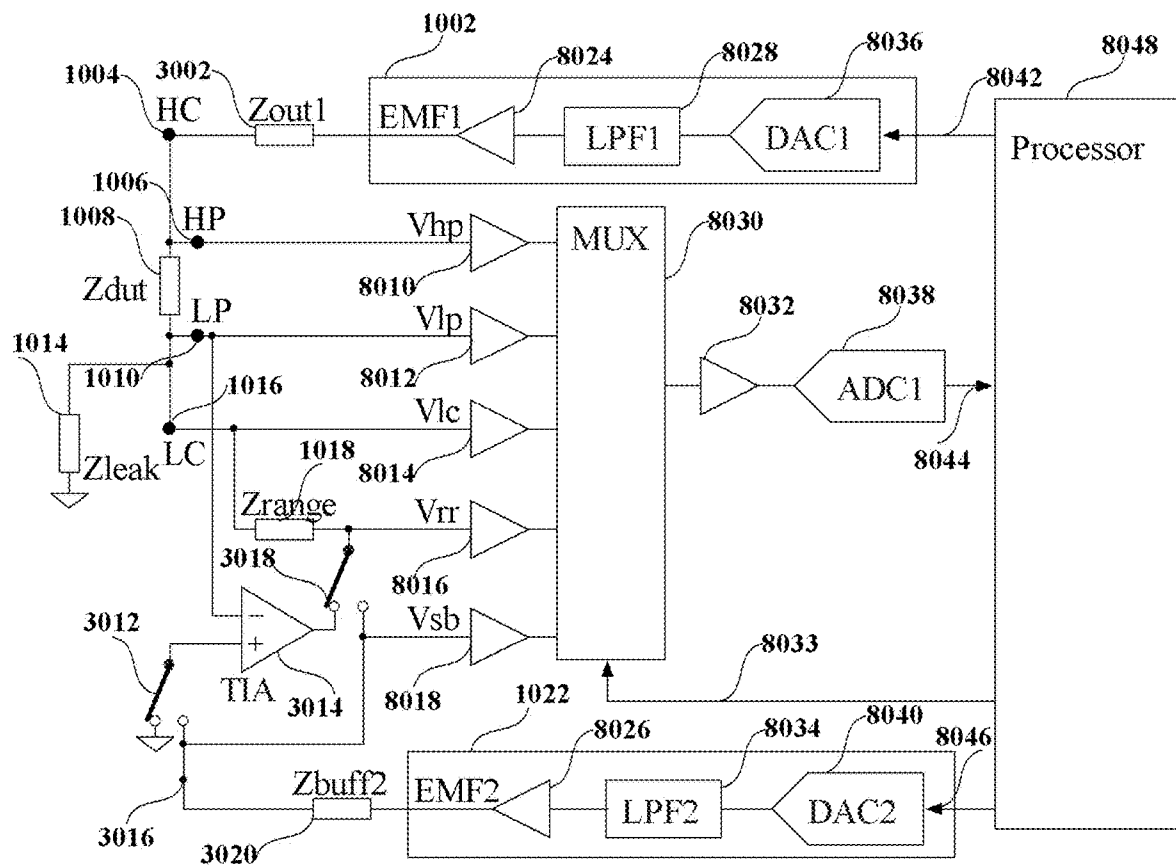 1002
8024
8028
8036
8048
1004
3002
8042
HC
Zout1
EMF1
LPF1
DAC1
Processor
1006
1008
HP
Vhp
MUX
8030
8010
Zdut
LP
Vlp
8032
8038
1014
1010
1016
8012
ADC1
Vlc
8044
LC
1018
8014
Zleak
Zrange
Vrr
3018
8016
3012
−
+
Vsb
8033
TIA
3014
8018
1022
8026
8034
8040
8046
Zbuff2
EMF2
LPF2
DAC2
3016
3020